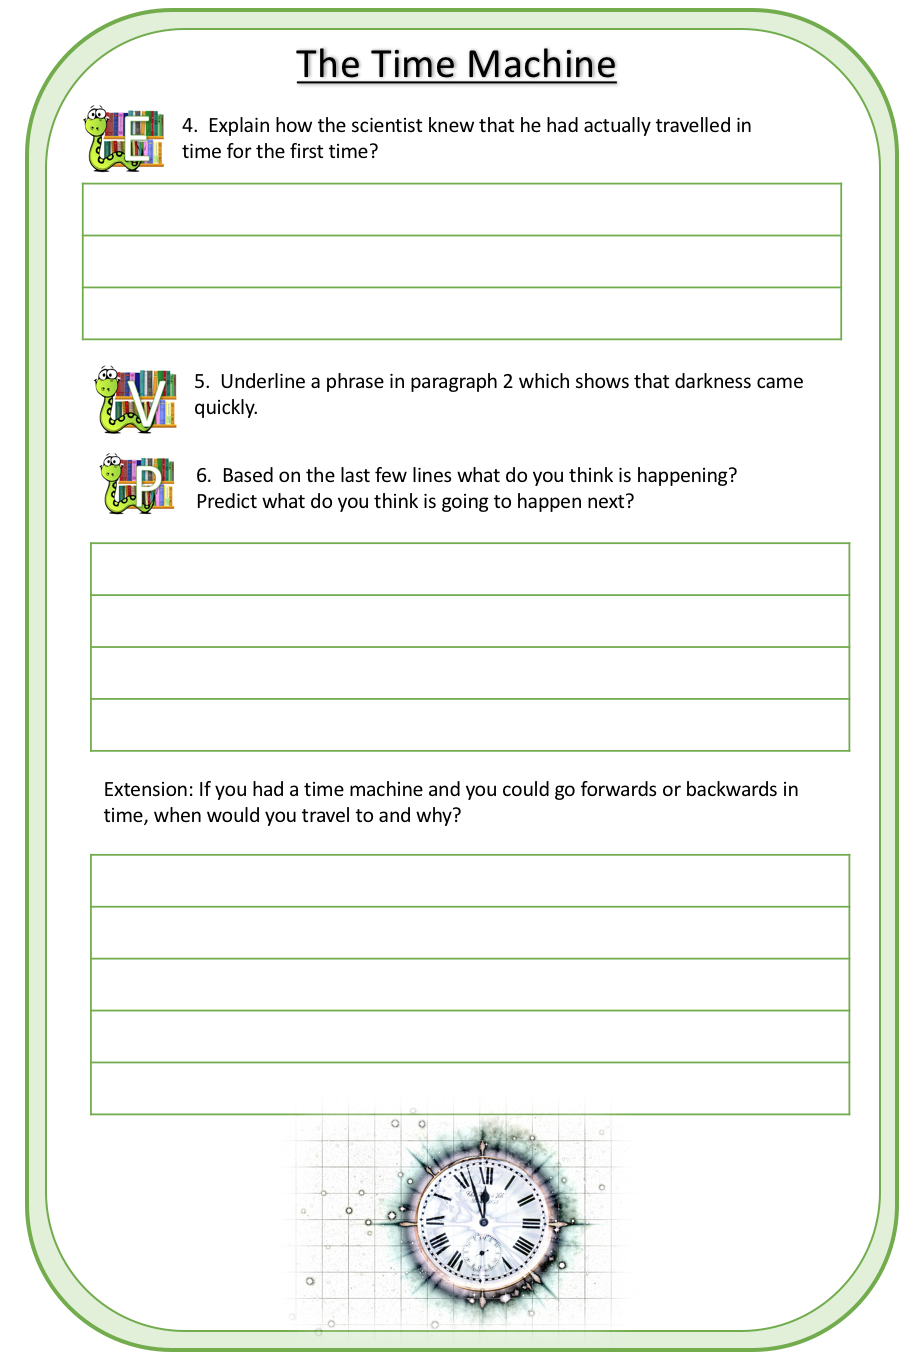 The Time Machine
E
4. Explain how the scientist knew that he had actually travelled in
time for the first time?
V
5. Underline a phrase in paragraph 2 which shows that darkness came
quickly.
P
6. Based on the last few lines what do you think is happening?
Predict what do you think is going to happen next?
Extension: If you had a time machine and you could go forwards or backwards in
time, when would you travel to and why?